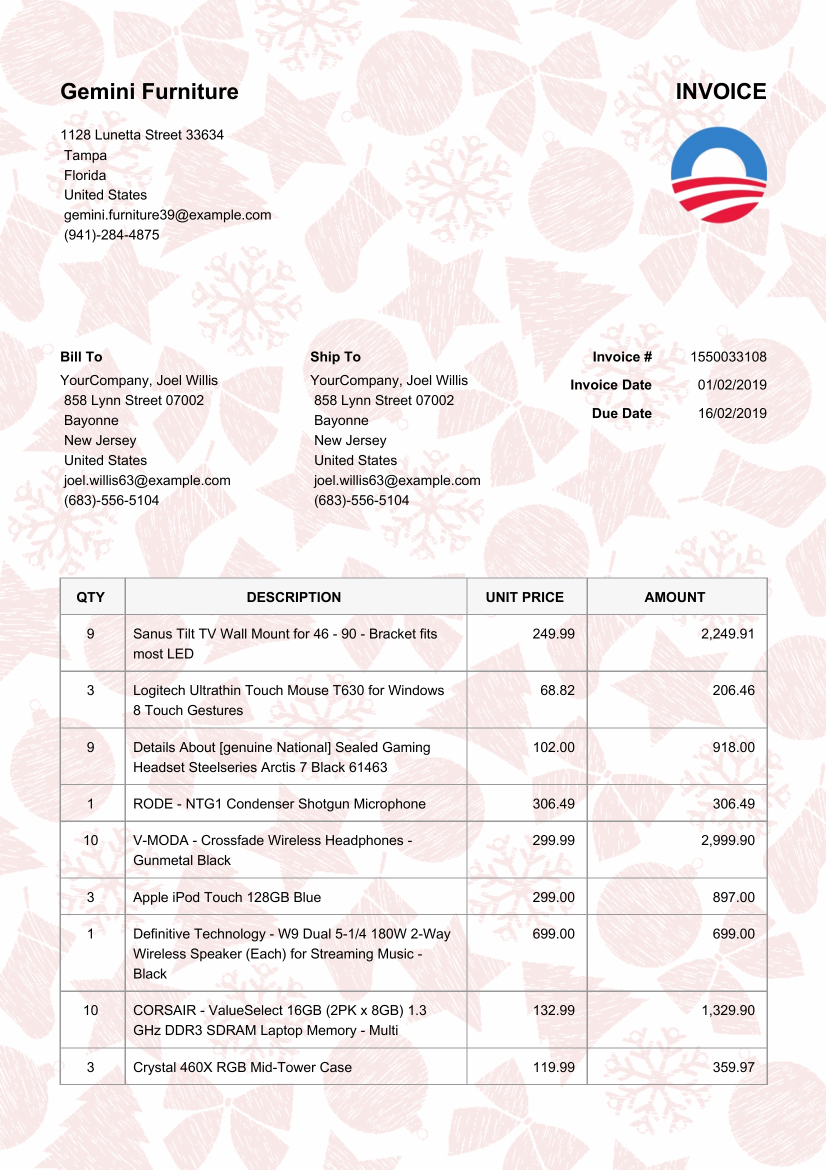 Gemini Furniture
INVOICE
1128 Lunetta Street 33634
Tampa
Florida
United States
gemini.furniture39@example.com
(941)-284-4875
Bill To
YourCompany, Joel Willis
858 Lynn Street 07002
Bayonne
New Jersey
United States
joel.willis63@example.com
(683)-556-5104
Ship To
YourCompany, Joel Willis
858 Lynn Street 07002
Bayonne
New Jersey
United States
joel.willis63@example.com
(683)-556-5104
Invoice # 1550033108
Invoice Date 01/02/2019
Due Date 16/02/2019
QTY DESCRIPTION UNIT PRICE AMOUNT
9 Sanus Tilt TV Wall Mount for 46 - 90 - Bracket fits 249.99 2,249.91
most LED
3 Logitech Ultrathin Touch Mouse T630 for Windows 68.82 206.46
8 Touch Gestures
9 Details About [genuine National] Sealed Gaming 102.00 918.00
Headset Steelseries Arctis 7 Black 61463
1 RODE - NTG1 Condenser Shotgun Microphone 306.49 306.49
10 V-MODA - Crossfade Wireless Headphones - 299.99 2,999.90
Gunmetal Black
3 Apple iPod Touch 128GB Blue 299.00 897.00
1 Definitive Technology - W9 Dual 5-1/4 180W 2-Way 699.00 699.00
Wireless Speaker (Each) for Streaming Music -
Black
10 CORSAIR - ValueSelect 16GB (2PK x 8GB) 1.3 132.99 1,329.90
GHz DDR3 SDRAM Laptop Memory - Multi
3 Crystal 460X RGB Mid-Tower Case 119.99 359.97